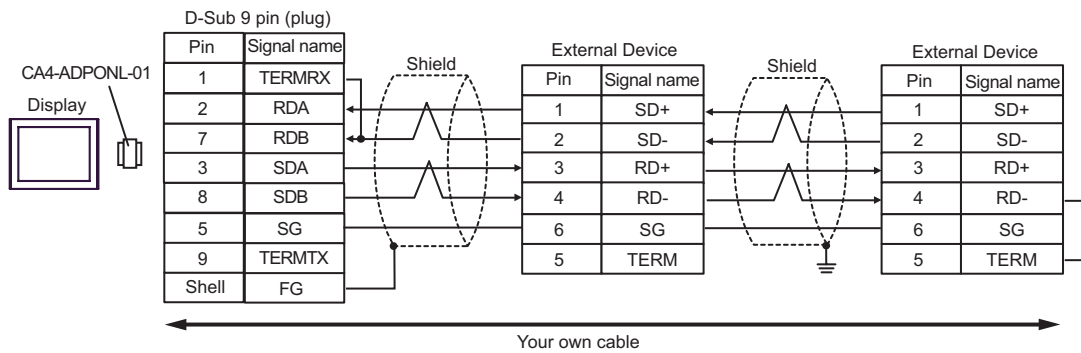 D-Sub 9 pin (plug)
CA4-ADPONL-01
Display
Pin Signal name
1 TERMRX
2 RDA
7 RDB
3 SDA
8 SDB
5 SG
9 TERMTX
Shell FG
Shield
External Device
Pin Signal name
1 SD+
2 SD-
3 RD+
4 RD-
6 SG
5 TERM
Shield
External Device
Pin Signal name
1 SD+
2 SD-
3 RD+
4 RD-
6 SG
5 TERM
Your own cable